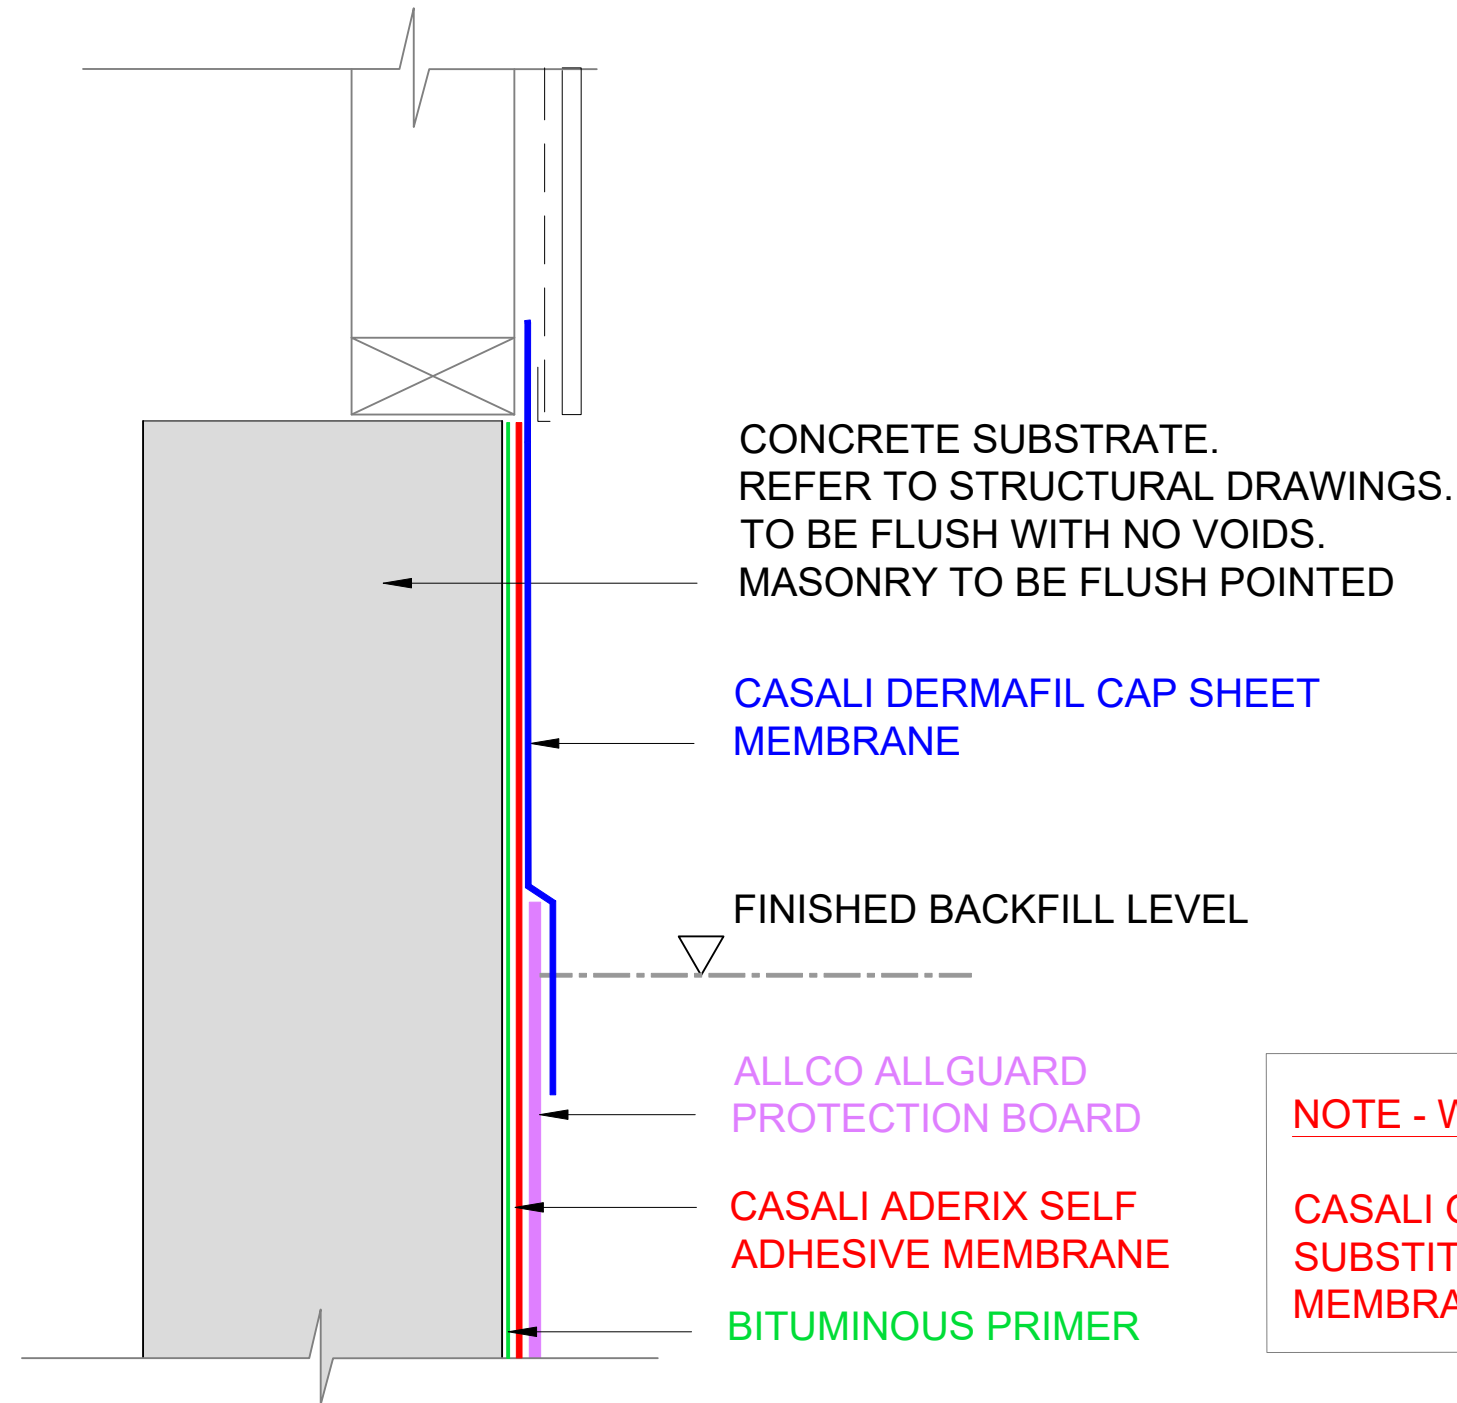 CONCRETE SUBSTRATE.
REFER TO STRUCTURAL DRAWINGS.
TO BE FLUSH WITH NO VOIDS.
MASONRY TO BE FLUSH POINTED
CASALI DERMAFIL CAP SHEET
MEMBRANE
FINISHED BACKFILL LEVEL
ALLCO ALLGUARD
PROTECTION BOARD
CASALI ADERIX SELF
ADHESIVE MEMBRANE
BITUMINOUS PRIMER
NOTE -
CASALI